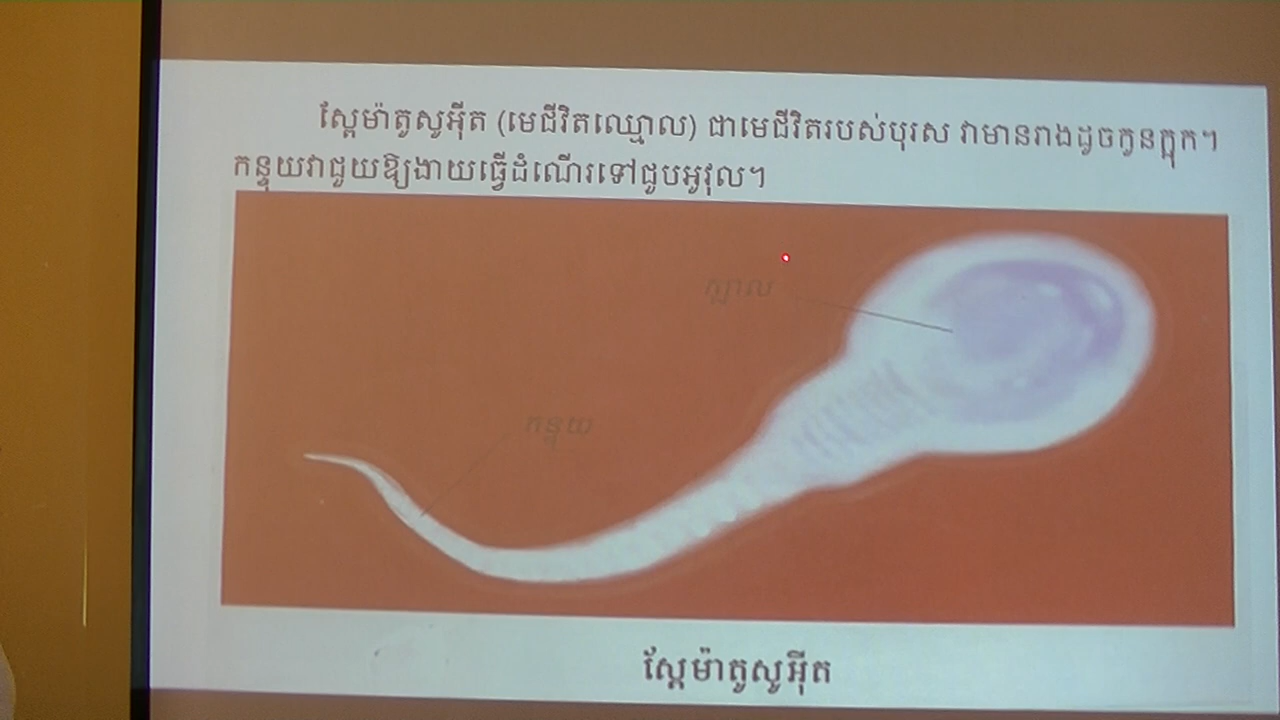 ស្ពែម៉ាតូសូអ៊ីត (មេជីវិតឈ្មោល) ជាមេជីវិតរបស់បុរស វាមានរាងដូចកូនក្អុក។
កន្ទុយវាជួយឱ្យងាយធ្វើដំណើរទៅជួបអូវុល។
ក្បាល
កន្ទុយ
ស្ពែម៉ាតូសូអ៊ីត